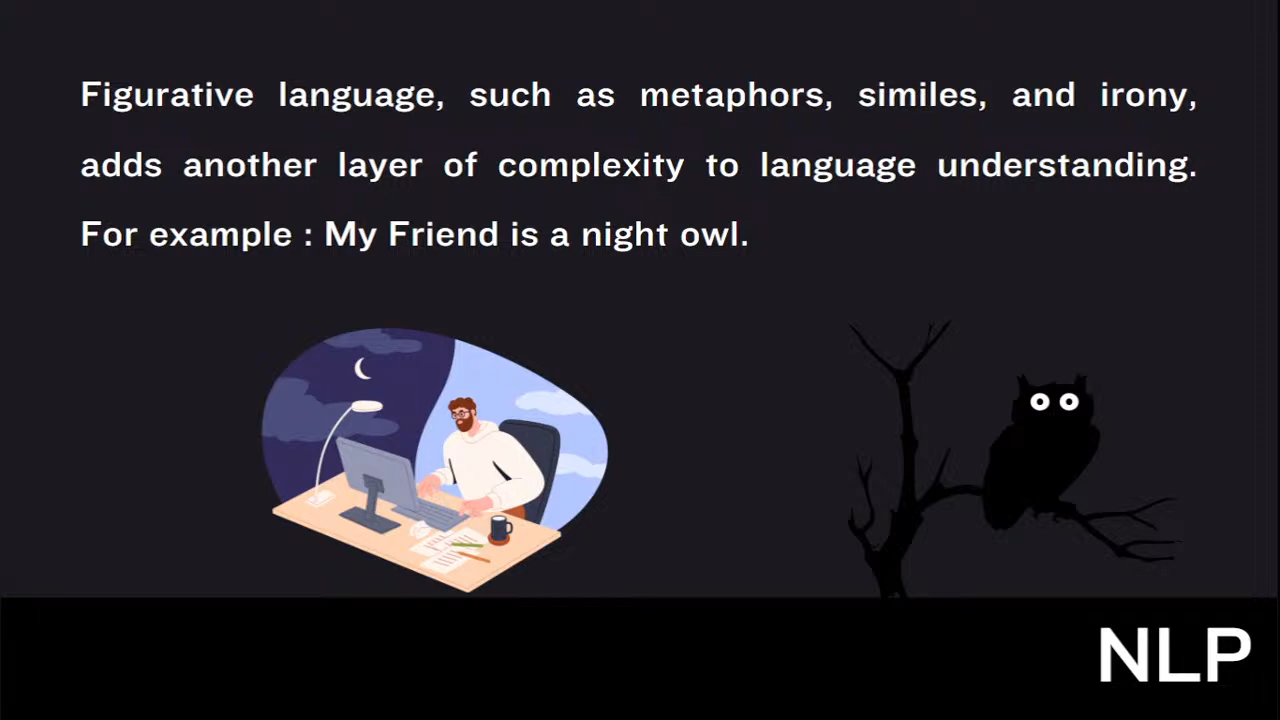 Figurative language, such as metaphors, similes, and irony,
adds another layer of complexity to language understanding.
For example : My Friend is a night owl.
NLP